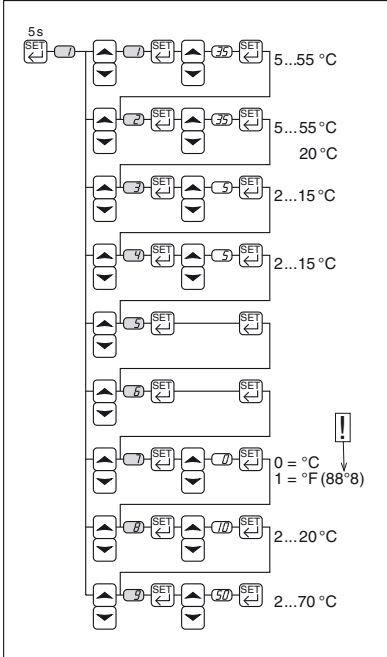 5s
SET 1 1 SET 35 SET 5...55 °C
2 SET 35 SET 5...55 °C
20 °C
3 SET 5 SET 2...15 °C
4 SET 5 SET 2...15 °C
5 SET SET
6 SET SET
!
7 SET 0 SET 0 = °C
1 = °F (88°8)
8 SET 10 SET 2...20 °C
9 SET 50 SET 2...70 °C